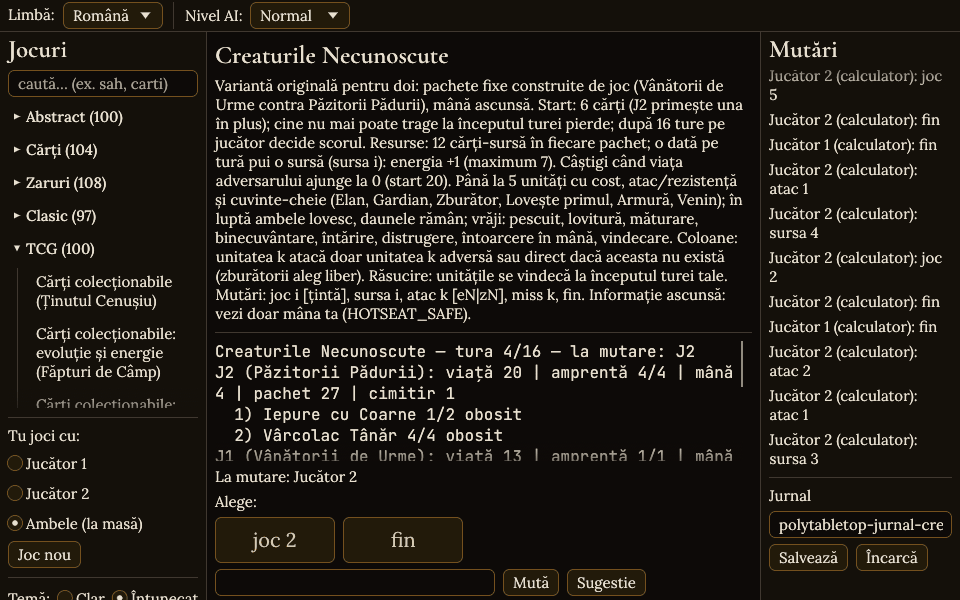 Limbă: Română Nivel AI: Normal
Jocuri
caută... (ex. sah, carti)
Abstract (100)
Cărți (104)
Zaruri (108)
Clasic (97)
TCG (100)
Cărți colecționabile
(Ținutul Cenușiu)
Cărți colecționabile:
evoluție și energie
(Făpturi de Câmp)
Cărți colecționabile:
Tu joci cu:
Jucător 1
Jucător 2
Ambele (la masă)
Joc nou
Temă: Clar Întunecat
Creaturile Necunoscute
Variantă originală pentru doi: pachete fixe construite de joc (Vânătorii de
Urme contra Păzitorii Pădurii), mână ascunsă. Start: 6 cărți (J2 primește una
în plus); cine nu mai poate trage la începutul turei pierde; după 16 ture pe
jucător decide scorul. Resurse: 12 cărți-sursă în fiecare pachet; o dată pe
tură pui o sursă (sursa i): energia +1 (maximum 7). Câștigi când viața
adversarului ajunge la 0 (start 20). Până la 5 unități cu cost, atac/rezistență
și cuvinte-cheie (Elan, Gardian, Zburător, Lovește primul, Armură, Venin); în
luptă ambele lovesc, daunele rămân; vrăji: pescuit, lovitură, măturare,
binecuvântare, întărire, distrugere, întoarcere în mână, vindecare. Coloane:
unitatea k atacă doar unitatea k adversă sau direct dacă aceasta nu există
(zburătorii aleg liber). Răsucire: unitățile se vindecă la începutul turei tale.
Mutări: joc i [țintă], sursa i, atac k [eN|zN], miss k, fin. Informație ascunsă:
vezi doar mâna ta (HOTSEAT_SAFE).
Creaturile Necunoscute — tura 4/16 — la mutare: J2
J2 (Păzitorii Pădurii): viață 20 | amprentă 4/4 | mână
4 | pachet 27 | cimitir 1
1) Iepure cu Coarne 1/2 obosit
2) Vârcolac Tânăr 4/4 obosit
J1 (Vânătorii de Urme): viață 13 | amprentă 1/1 | mână
La mutare: Jucător 2
Alege:
joc 2 fin
Mută Sugestie
Mutări
Jucător 2 (calculator): joc
5
Jucător 2 (calculator): fin
Jucător 1 (calculator): fin
Jucător 2 (calculator):
atac 1
Jucător 2 (calculator):
sursa 4
Jucător 2 (calculator): joc
2
Jucător 2 (calculator): fin
Jucător 1 (calculator): fin
Jucător 2 (calculator):
atac 2
Jucător 2 (calculator):
atac 1
Jucător 2 (calculator):
sursa 3
Jurnal
polytabletop-jurnal-cre
Salvează Încarcă